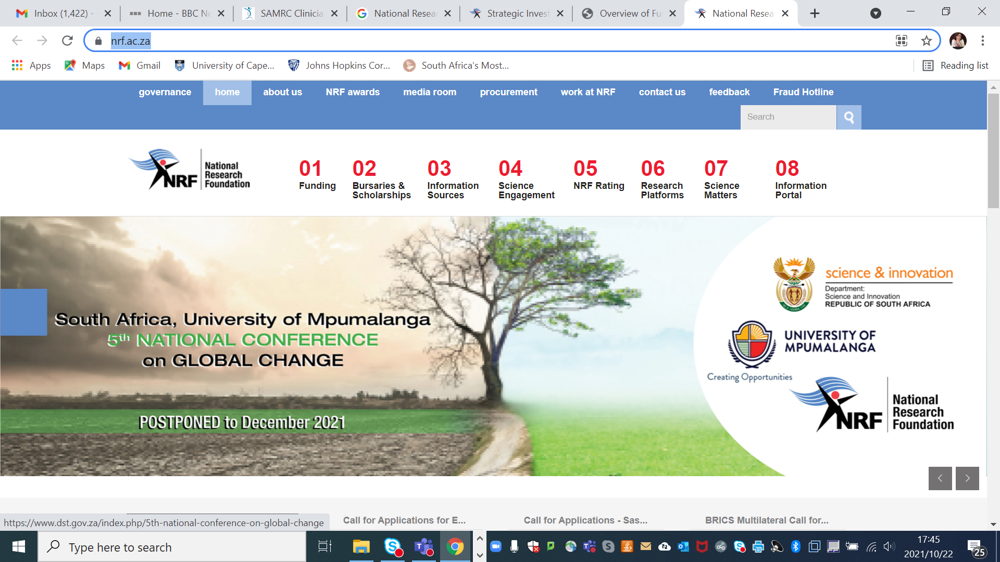 Inbox (1,422) -
Home - BBC Ne
SAMRC Clinicia
National Resear
Strategic Invest
Overview of Fu
National Resea
nrf.ac.za
Apps
Maps
Gmail
University of Cape...
Johns Hopkins Cor...
South Africa's Most...
Reading list
governance
home
about us
NRF awards
media room
procurement
work at NRF
contact us
feedback
Fraud Hotline
Search
NRF
National
Research
Foundation
01
Funding
02
Bursaries &
Scholarships
03
Information
Sources
04
Science
Engagement
05
NRF Rating
06
Research
Platforms
07
Science
Matters
08
Information
Portal
South Africa, University of Mpumalanga
5th NATIONAL CONFERENCE
on GLOBAL CHANGE
POSTPONED to December 2021
science & innovation
Department:
Science and Innovation
REPUBLIC OF SOUTH AFRICA
UNIVERSITY OF
MPUMALANGA
Creating Opportunities
NRF
National
Research
Foundation
https://www.dst.gov.za/index.php/5th-national-conference-on-global-change
Call for Applications for E...
Call for Applications - Sas...
BRICS Multilateral Call for...
Type here to search
17:45
2021/10/22
25